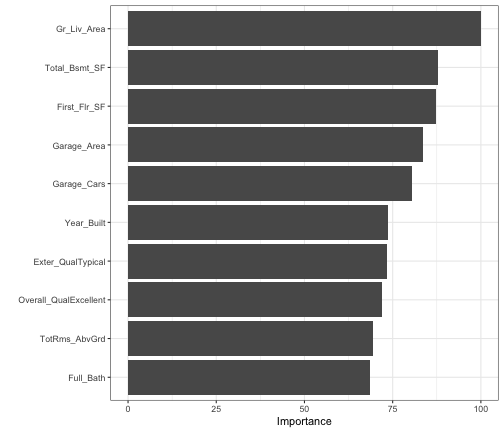 Gr_Liv_Area
Total_Bsmt_SF
First_Flr_SF
Garage_Area
Garage_Cars
Year_Built
Exter_QualTypical
Overall_QualExcellent
TotRms_AbvGrd
Full_Bath
0 25 50 75 100
Importance